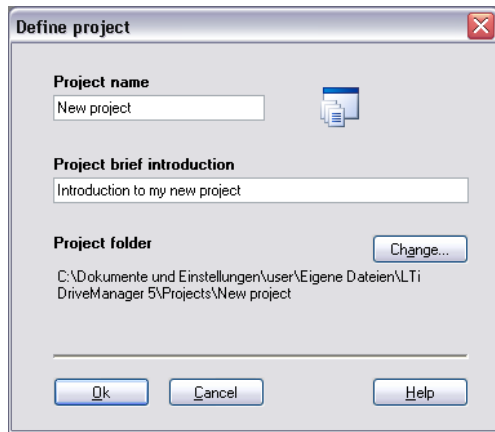 Define project
Project name
New project
Project brief introduction
Introduction to my new project
Project folder
Change...
C:\Dokumente und Einstellungen\user\Eigene Dateien\LTi
DriveManager 5\Projects\New project
Ok
Cancel
Help